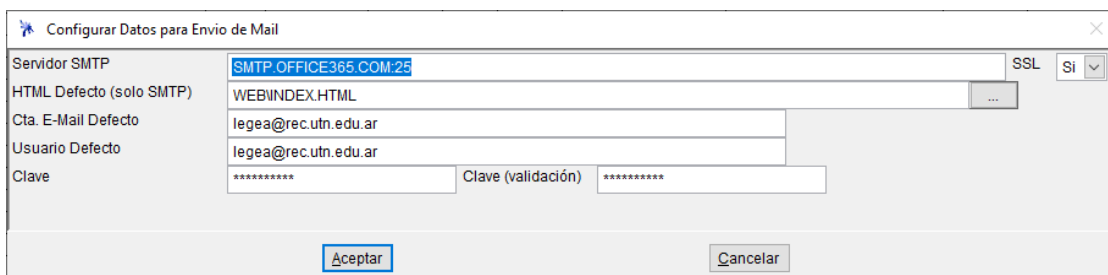 Configurar Datos para Envio de Mail
Servidor SMTP SMTP.OFFICE365.COM:25 SSL Si
HTML Defecto (solo SMTP) WEB\INDEX.HTML ...
Cta. E-Mail Defecto legea@rec.utn.edu.ar
Usuario Defecto legea@rec.utn.edu.ar
Clave ********** Clave (validación) **********
Aceptar Cancelar